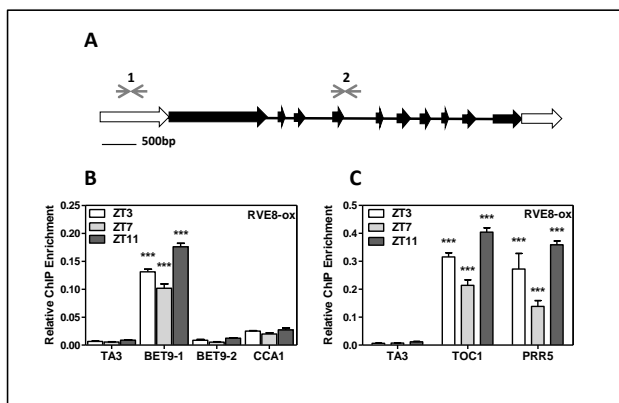 A
1
2
500bp
B
ZT3
ZT7
ZT11
RVE8-ox
***
***
***
Relative ChIP Enrichment
0.25
0.20
0.15
0.10
0.05
0.00
TA3 BET9-1 BET9-2 CCA1
C
ZT3
ZT7
ZT11
RVE8-ox
***
***
***
***
***
***
Relative ChIP Enrichment
0.5
0.4
0.3
0.2
0.1
0.0
TA3 TOC1 PRR5